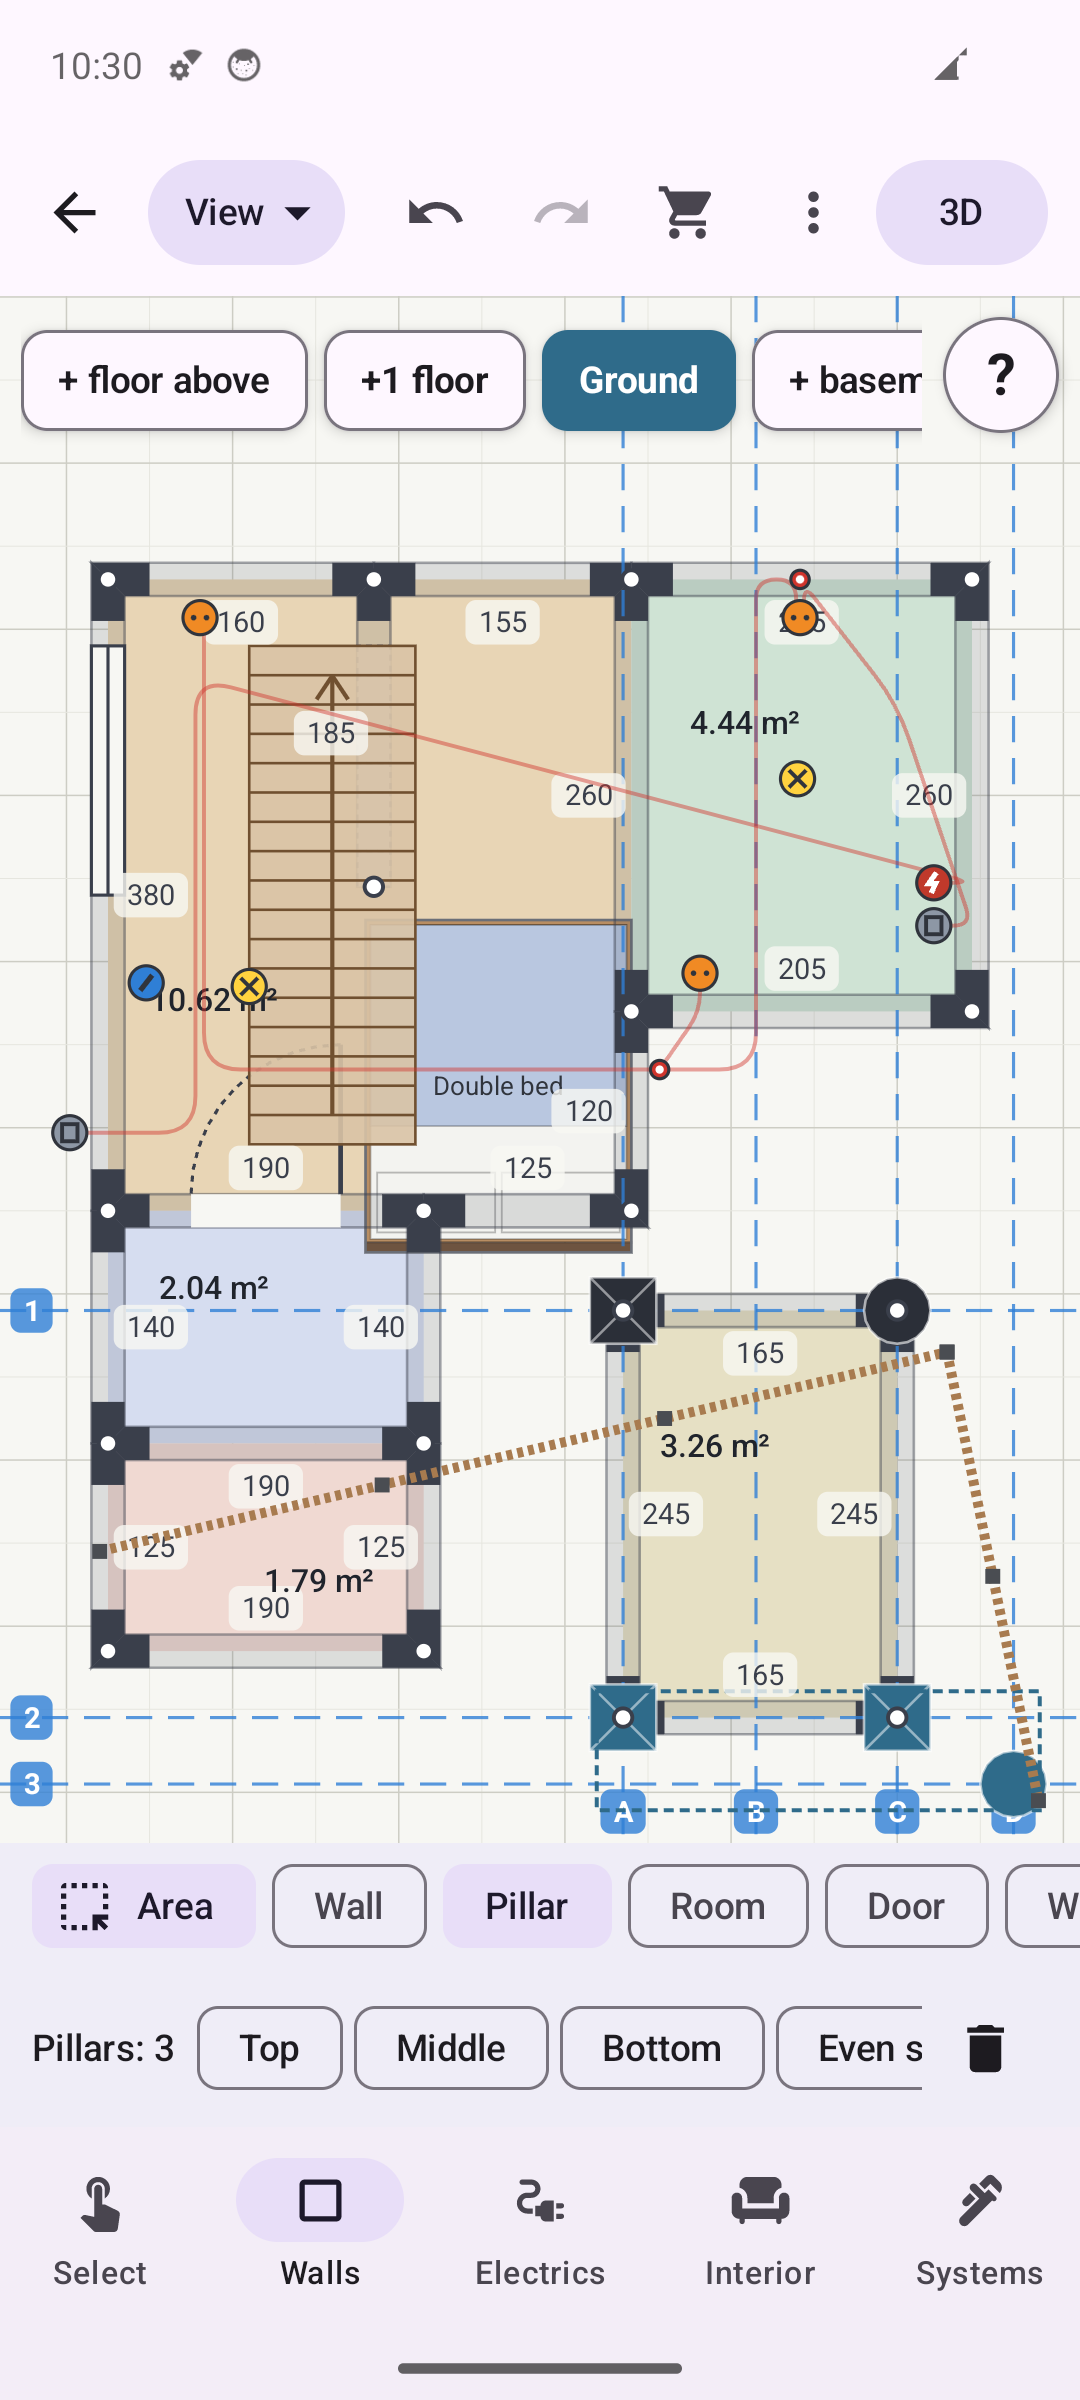 10:30
View
3D
+ floor above
+1 floor
Ground
+ basem
?
160
155
185
4.44 m²
260
260
380
205
10.62 m²
Double bed
120
190
125
2.04 m²
1
140
140
165
3.26 m²
190
245
245
125
125
1.79 m²
190
165
2
3
A
B
C
Area
Wall
Pillar
Room
Door
W
Pillars: 3
Top
Middle
Bottom
Even s
Select
Walls
Electrics
Interior
Systems